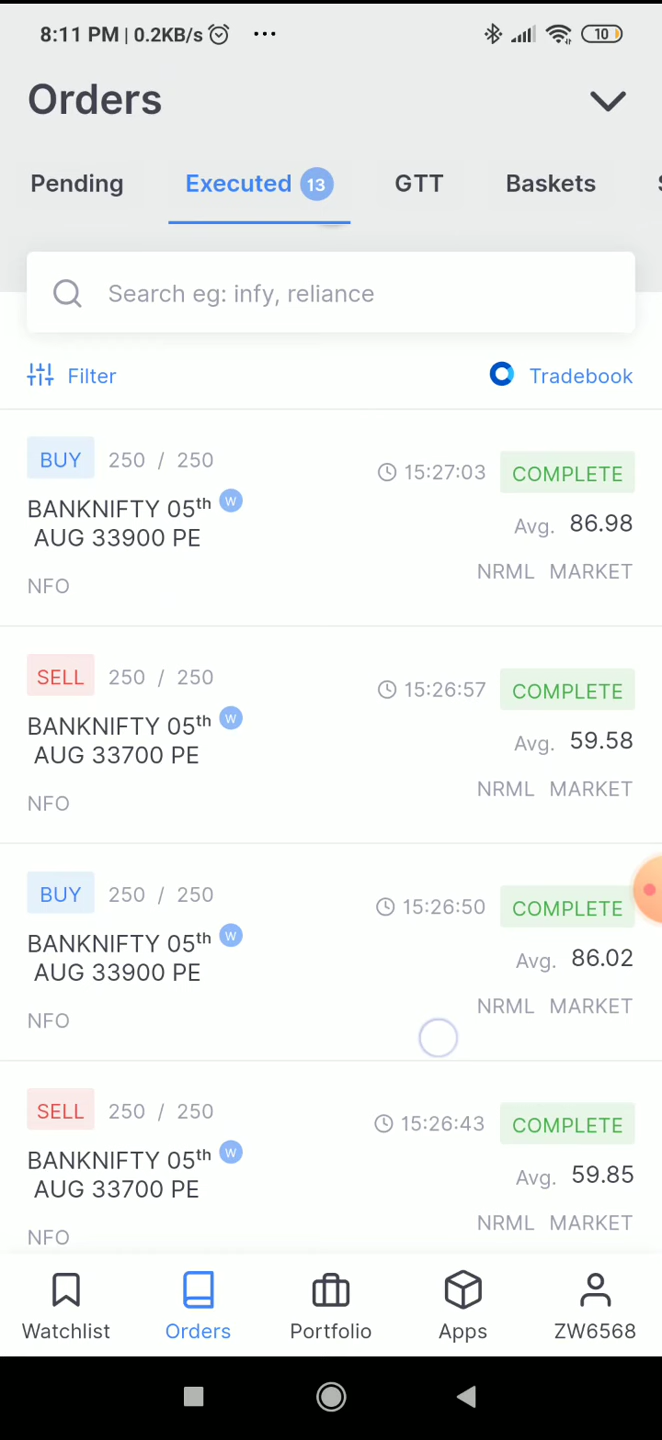 8:11 PM | 0.2KB/s ... 10
Orders
Pending Executed 13 GTT Baskets S
Search eg: infy, reliance
Filter Tradebook
BUY 250 / 250 15:27:03 COMPLETE
BANKNIFTY 05th W
AUG 33900 PE Avg. 86.98
NFO NRML MARKET
SELL 250 / 250 15:26:57 COMPLETE
BANKNIFTY 05th W
AUG 33700 PE Avg. 59.58
NFO NRML MARKET
BUY 250 / 250 15:26:50 COMPLETE
BANKNIFTY 05th W
AUG 33900 PE Avg. 86.02
NFO NRML MARKET
SELL 250 / 250 15:26:43 COMPLETE
BANKNIFTY 05th W
AUG 33700 PE Avg. 59.85
NFO NRML MARKET
Watchlist Orders Portfolio Apps ZW6568